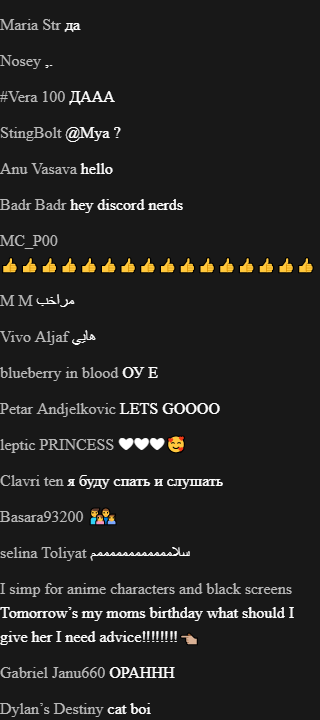 Maria Str да
Nosey ,.
#Vera 100 ДААА
StingBolt @Mya ?
Anu Vasava hello
Badr Badr hey discord nerds
MC_P00
👍👍👍👍👍👍👍👍👍👍👍👍👍👍👍👍
M M مراخب
Vivo Aljaf هايي
blueberry in blood ОУ Е
Petar Andjelkovic LETS GOOOO
leptic PRINCESS 🤍🤍🤍🥰
Clavri ten я буду спать и слушать
Basara93200 👩‍❤️‍👨👩‍❤️‍👨
selina Toliyat سلاممممممممممممم
I simp for anime characters and black screens
Tomorrow’s my moms birthday what should I
give her I need advice!!!!!!!! 👈🏽
Gabriel Janu660 OPAHHH
Dylan’s Destiny cat boi